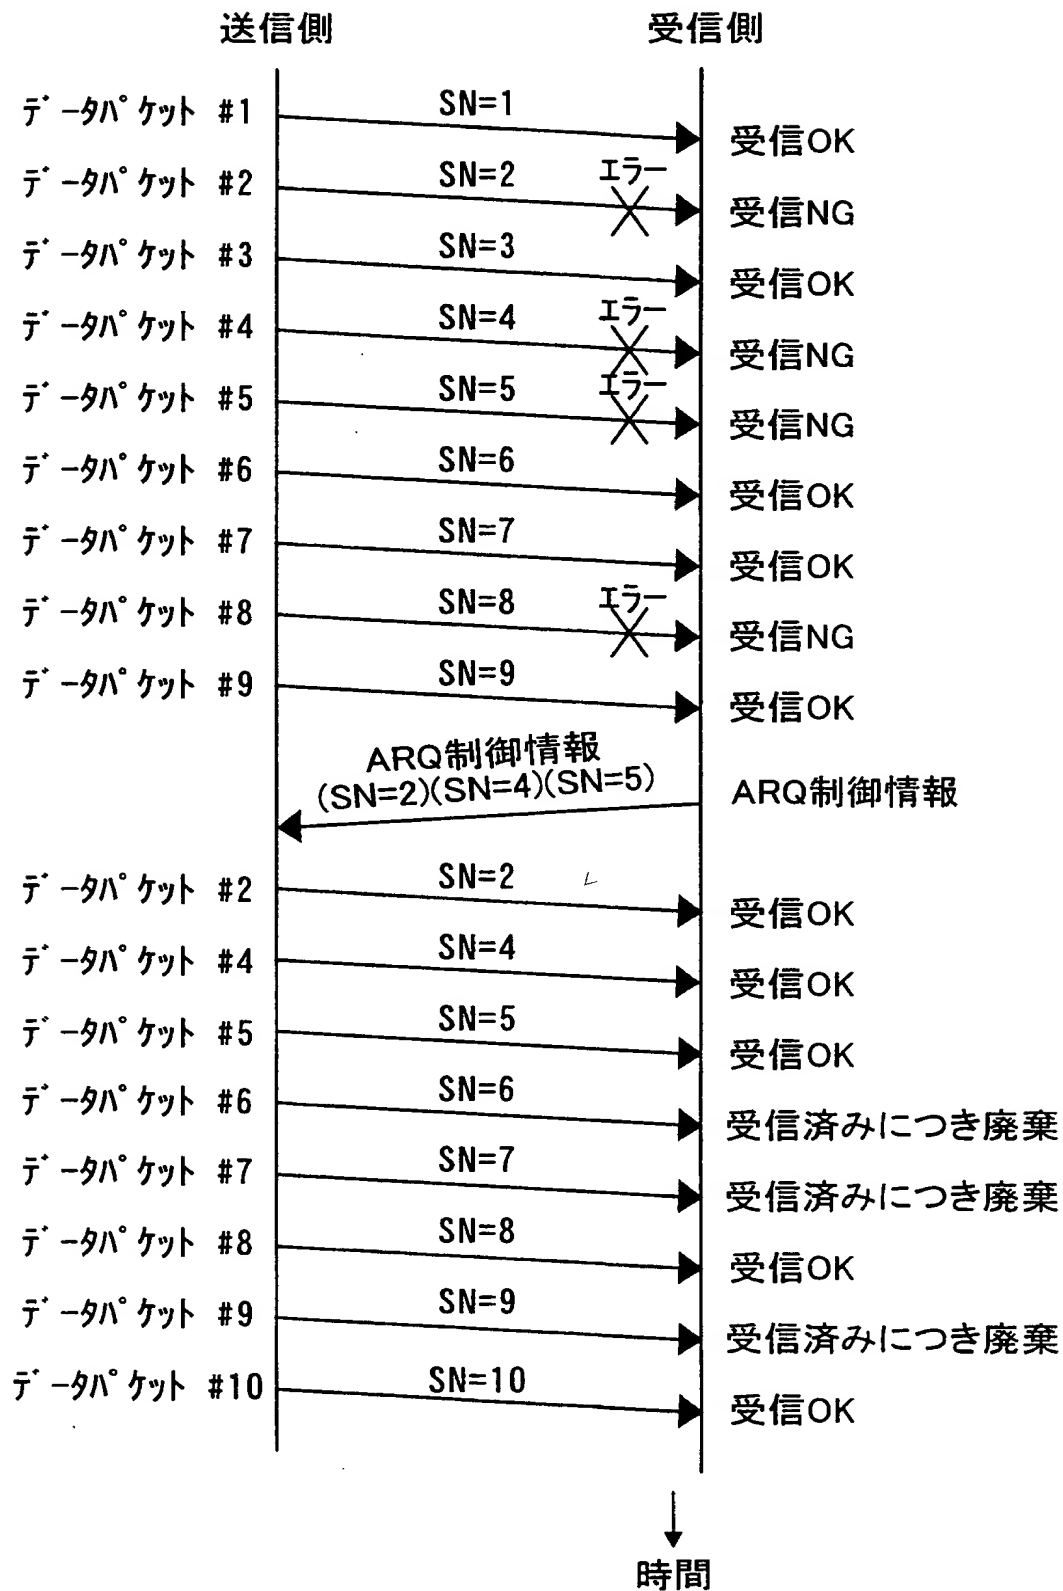 送信側 受信側
ﾃﾞｰﾀﾊﾟｹｯﾄ #1 SN=1 受信OK
ﾃﾞｰﾀﾊﾟｹｯﾄ #2 SN=2 エラー 受信NG
ﾃﾞｰﾀﾊﾟｹｯﾄ #3 SN=3 受信OK
ﾃﾞｰﾀﾊﾟｹｯﾄ #4 SN=4 エラー 受信NG
ﾃﾞｰﾀﾊﾟｹｯﾄ #5 SN=5 エラー 受信NG
ﾃﾞｰﾀﾊﾟｹｯﾄ #6 SN=6 受信OK
ﾃﾞｰﾀﾊﾟｹｯﾄ #7 SN=7 受信OK
ﾃﾞｰﾀﾊﾟｹｯﾄ #8 SN=8 エラー 受信NG
ﾃﾞｰﾀﾊﾟｹｯﾄ #9 SN=9 受信OK
ARQ制御情報
(SN=2)(SN=4)(SN=5) ARQ制御情報
ﾃﾞｰﾀﾊﾟｹｯﾄ #2 SN=2 受信OK
ﾃﾞｰﾀﾊﾟｹｯﾄ #4 SN=4 受信OK
ﾃﾞｰﾀﾊﾟｹｯﾄ #5 SN=5 受信OK
ﾃﾞｰﾀﾊﾟｹｯﾄ #6 SN=6 受信済みにつき廃棄
ﾃﾞｰﾀﾊﾟｹｯﾄ #7 SN=7 受信済みにつき廃棄
ﾃﾞｰﾀﾊﾟｹｯﾄ #8 SN=8 受信OK
ﾃﾞｰﾀﾊﾟｹｯﾄ #9 SN=9 受信済みにつき廃棄
ﾃﾞｰﾀﾊﾟｹｯﾄ #10 SN=10 受信OK
時間